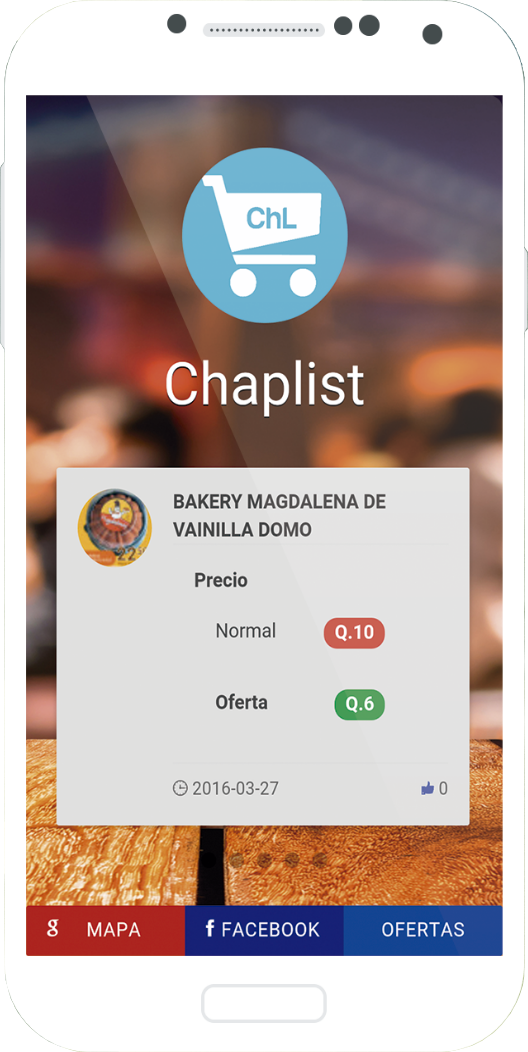 ChL
Chaplist
BAKERY MAGDALENA DE
VAINILLA DOMO
Precio
Normal Q.10
Oferta Q.6
2016-03-27 0
g MAPA f FACEBOOK OFERTAS